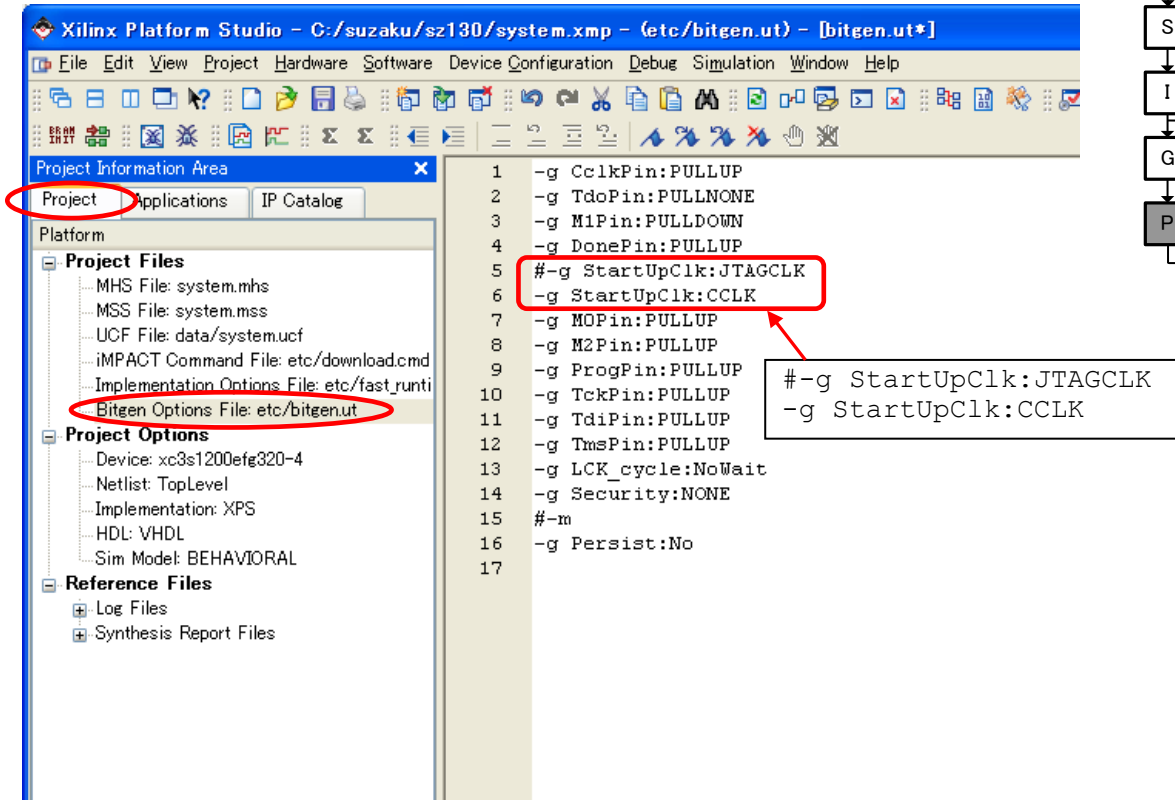 Xilinx Platform Studio - C:/suzaku/sz130/system.xmp - (etc/bitgen.ut) - [bitgen.ut*]
File Edit View Project Hardware Software Device Configuration Debug Simulation Window Help
BRAM
INIT
Project Information Area
Project Applications IP Catalog
Platform
Project Files
MHS File: system.mhs
MSS File: system.mss
UCF File: data/system.ucf
iMPACT Command File: etc/download.cmd
Implementation Options File: etc/fast_runti
Bitgen Options File: etc/bitgen.ut
Project Options
Device: xc3s1200efg320-4
Netlist: TopLevel
Implementation: XPS
HDL: VHDL
Sim Model: BEHAVIORAL
Reference Files
Log Files
Synthesis Report Files
1 -g CclkPin:PULLUP
2 -g TdoPin:PULLNONE
3 -g M1Pin:PULLDOWN
4 -g DonePin:PULLUP
5 #-g StartUpClk:JTAGCLK
6 -g StartUpClk:CCLK
7 -g M0Pin:PULLUP
8 -g M2Pin:PULLUP
9 -g ProgPin:PULLUP
10 -g TckPin:PULLUP
11 -g TdiPin:PULLUP
12 -g TmsPin:PULLUP
13 -g LCK_cycle:NoWait
14 -g Security:NONE
15 #-m
16 -g Persist:No
17
#-g StartUpClk:JTAGCLK
-g StartUpClk:CCLK
S
I
G
P